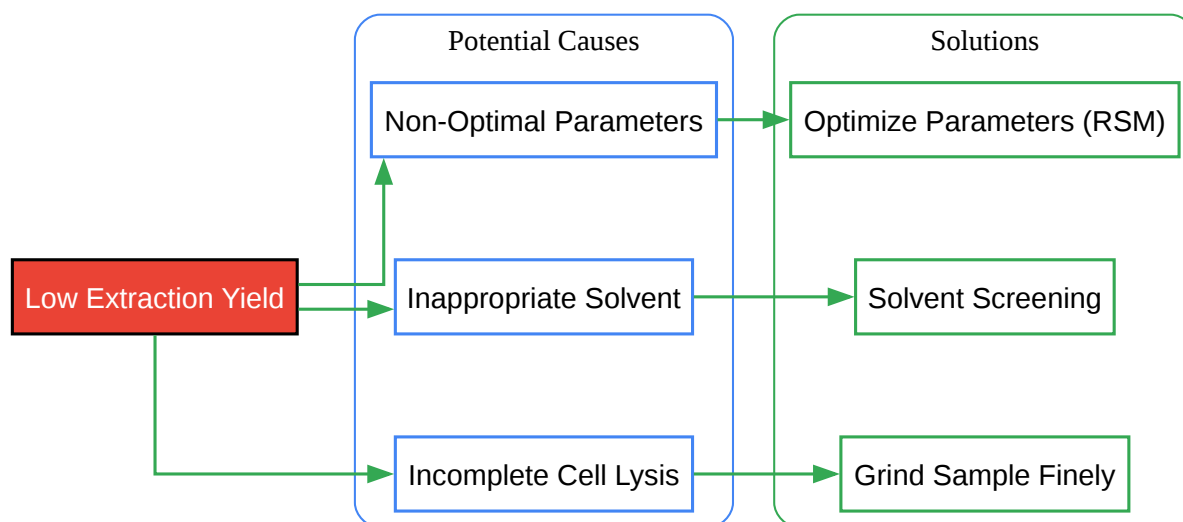 Potential Causes
Solutions
Non-Optimal Parameters
Optimize Parameters (RSM)
Low Extraction Yield
Inappropriate Solvent
Solvent Screening
Incomplete Cell Lysis
Grind Sample Finely